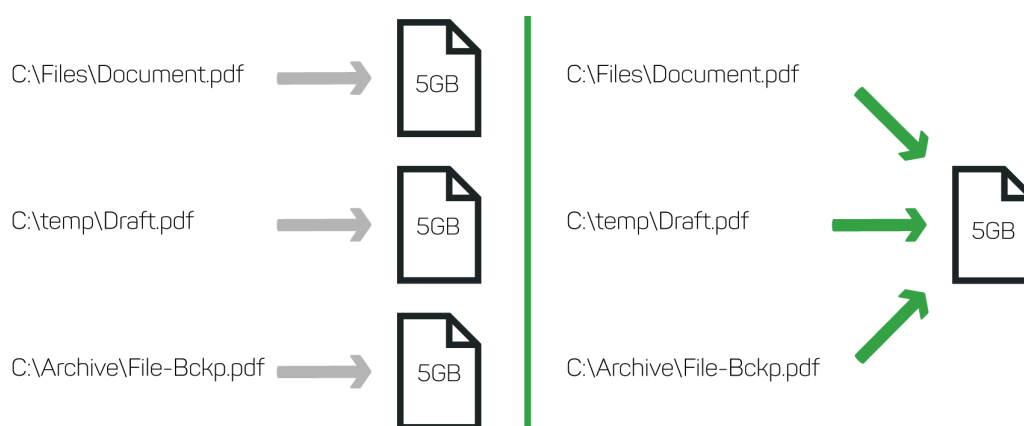 C:\Files\Document.pdf
5GB
C:\temp\Draft.pdf
5GB
C:\Archive\File-Bckp.pdf
5GB
C:\Files\Document.pdf
C:\temp\Draft.pdf
5GB
C:\Archive\File-Bckp.pdf